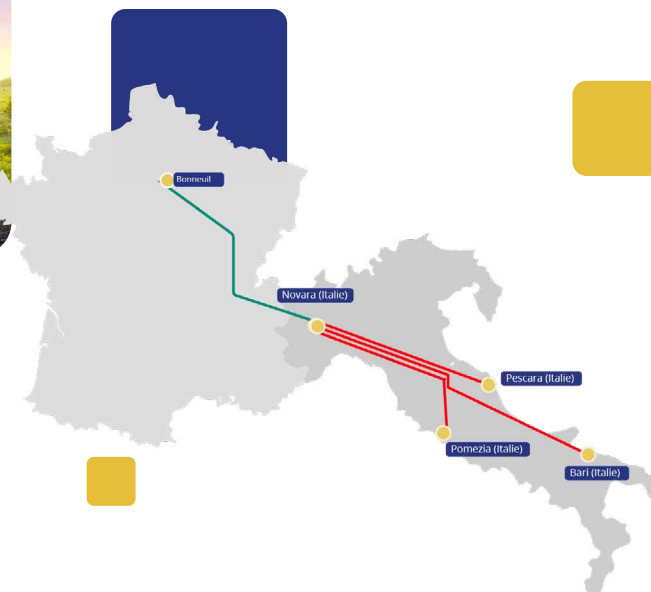 Bonneuil
Novara (Italie)
Pescara (Italie)
Pomezia (Italie)
Bari (Italie)